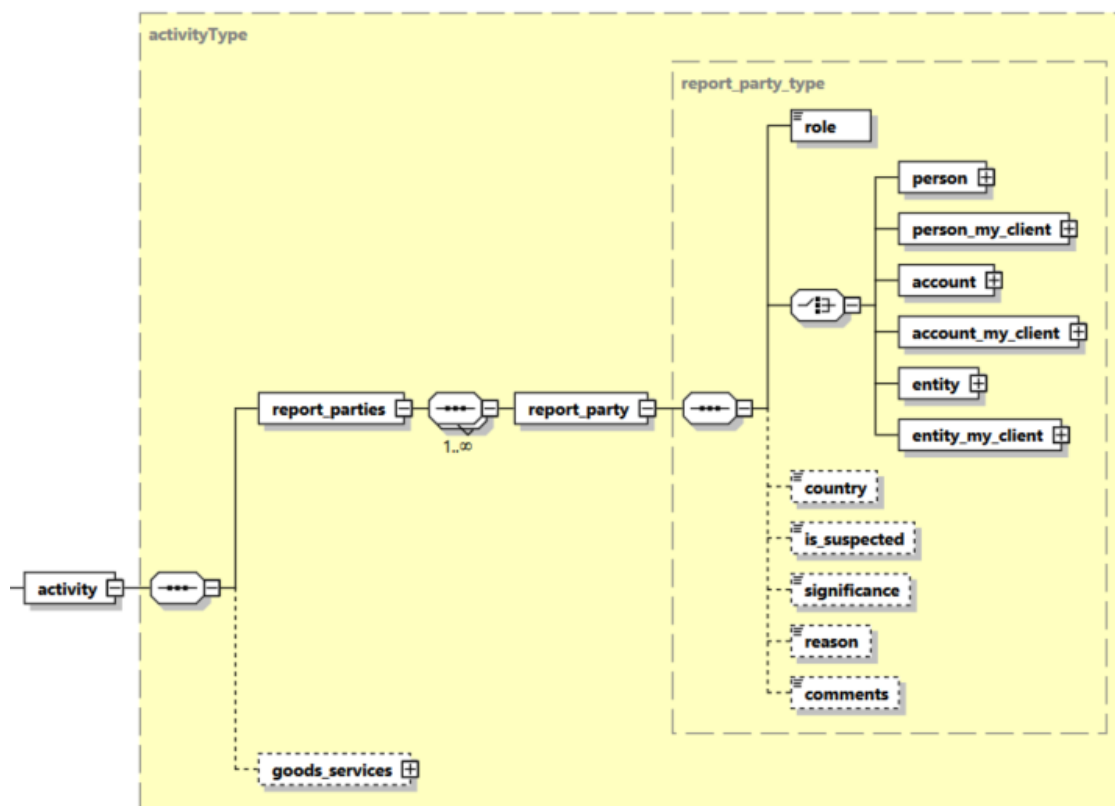 activityType
report_party_type
role
person
person_my_client
account
account_my_client
entity
report_parties
report_party
entity_my_client
1..∞
country
is_suspected
activity
significance
reason
comments
goods_services